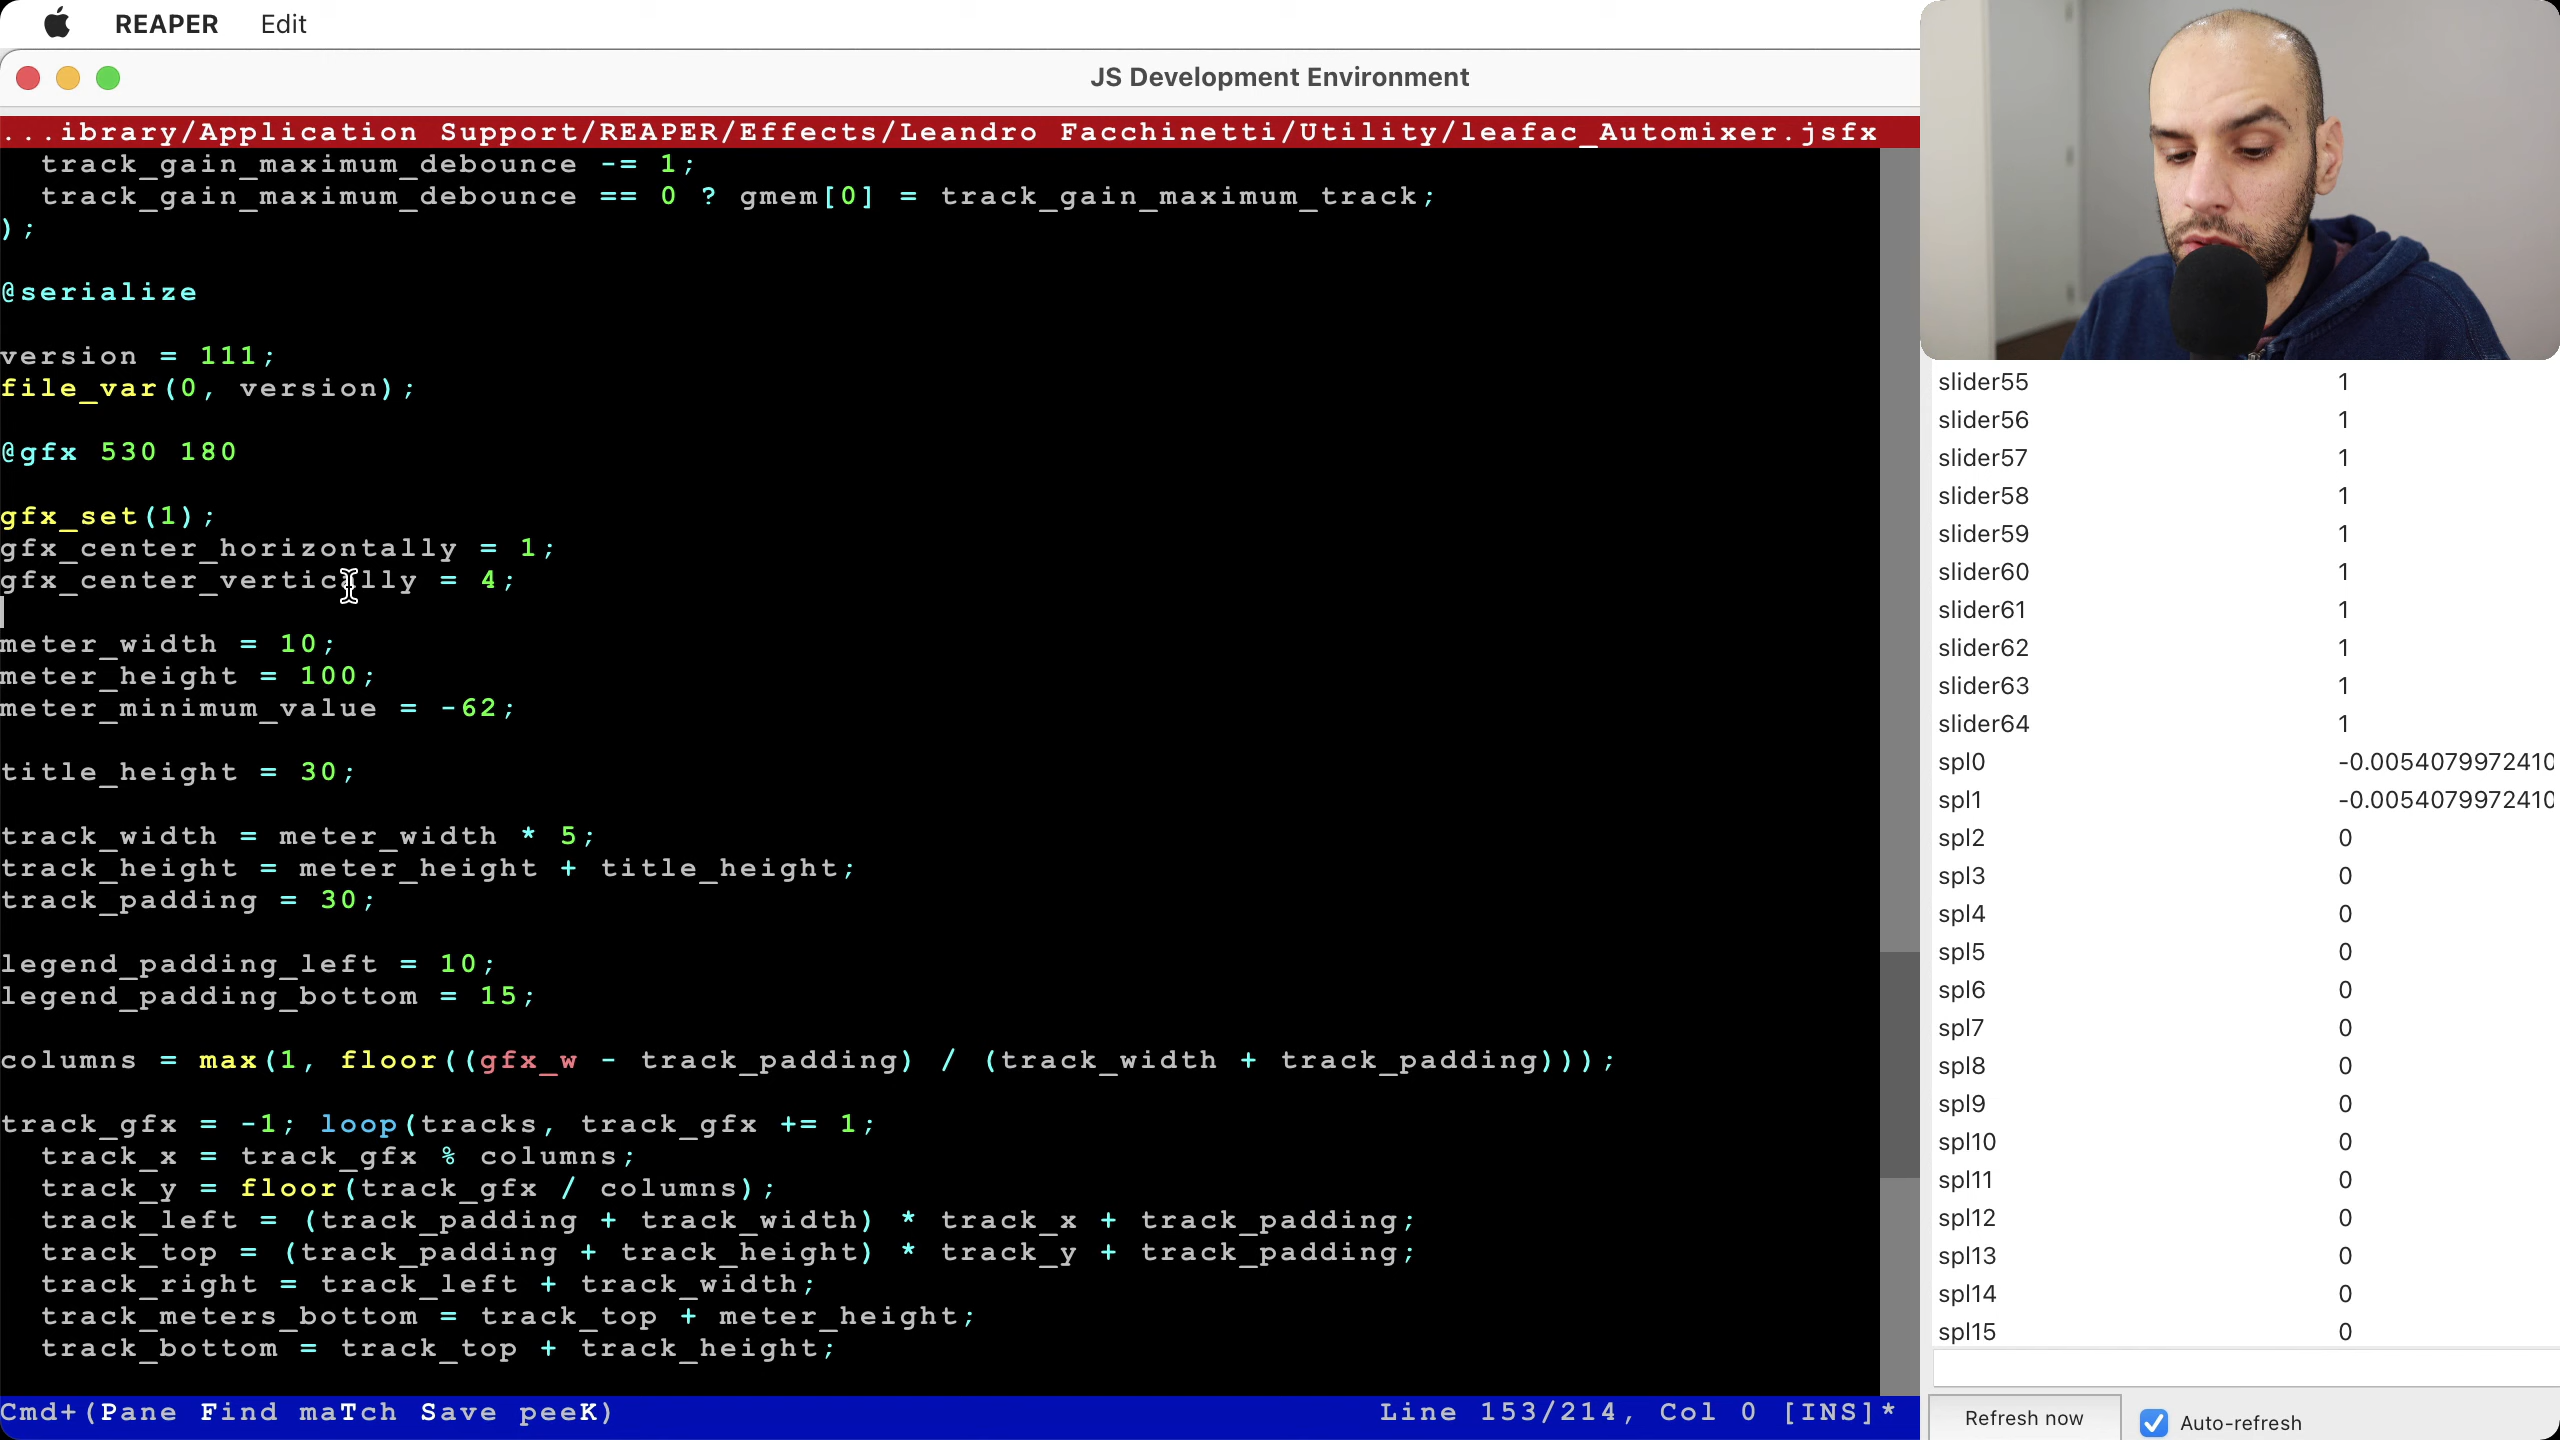 REAPER Edit
JS Development Environment
...ibrary/Application Support/REAPER/Effects/Leandro Facchinetti/Utility/leafac_Automixer.jsfx
track_gain_maximum_debounce -= 1;
track_gain_maximum_debounce == 0 ? gmem[0] = track_gain_maximum_track;
);
@serialize
version = 111;
file_var(0, version);
@gfx 530 180
gfx_set(1);
gfx_center_horizontally = 1;
gfx_center_vertically = 4;
meter_width = 10;
meter_height = 100;
meter_minimum_value = -62;
title_height = 30;
track_width = meter_width * 5;
track_height = meter_height + title_height;
track_padding = 30;
legend_padding_left = 10;
legend_padding_bottom = 15;
columns = max(1, floor((gfx_w - track_padding) / (track_width + track_padding)));
track_gfx = -1; loop(tracks, track_gfx += 1;
track_x = track_gfx % columns;
track_y = floor(track_gfx / columns);
track_left = (track_padding + track_width) * track_x + track_padding;
track_top = (track_padding + track_height) * track_y + track_padding;
track_right = track_left + track_width;
track_meters_bottom = track_top + meter_height;
track_bottom = track_top + track_height;
Cmd+(Pane Find maTch Save peeK) Line 153/214, Col 0 [INS]*
slider55 1
slider56 1
slider57 1
slider58 1
slider59 1
slider60 1
slider61 1
slider62 1
slider63 1
slider64 1
spl0 -0.0054079972410
spl1 -0.0054079972410
spl2 0
spl3 0
spl4 0
spl5 0
spl6 0
spl7 0
spl8 0
spl9 0
spl10 0
spl11 0
spl12 0
spl13 0
spl14 0
spl15 0
Refresh now Auto-refresh